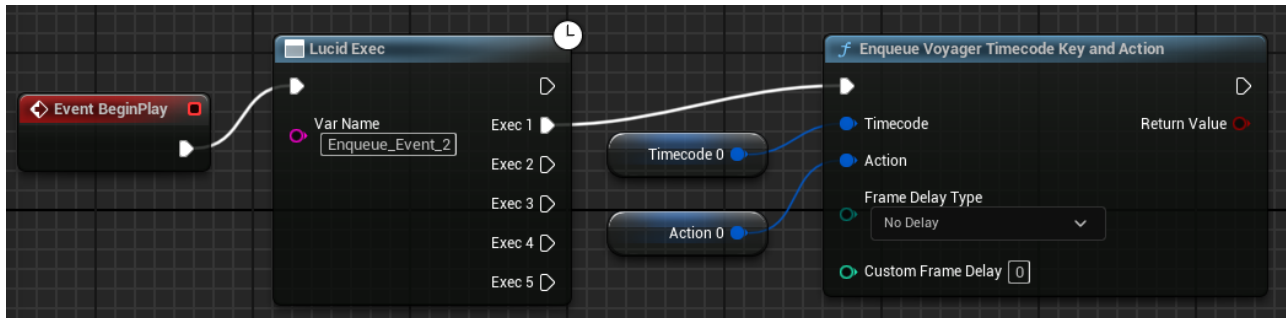 Event BeginPlay
Lucid Exec
Var Name
Enqueue_Event_2
Exec 1
Exec 2
Exec 3
Exec 4
Exec 5
Timecode 0
Action 0
f Enqueue Voyager Timecode Key and Action
Timecode
Return Value
Action
Frame Delay Type
No Delay
Custom Frame Delay 0